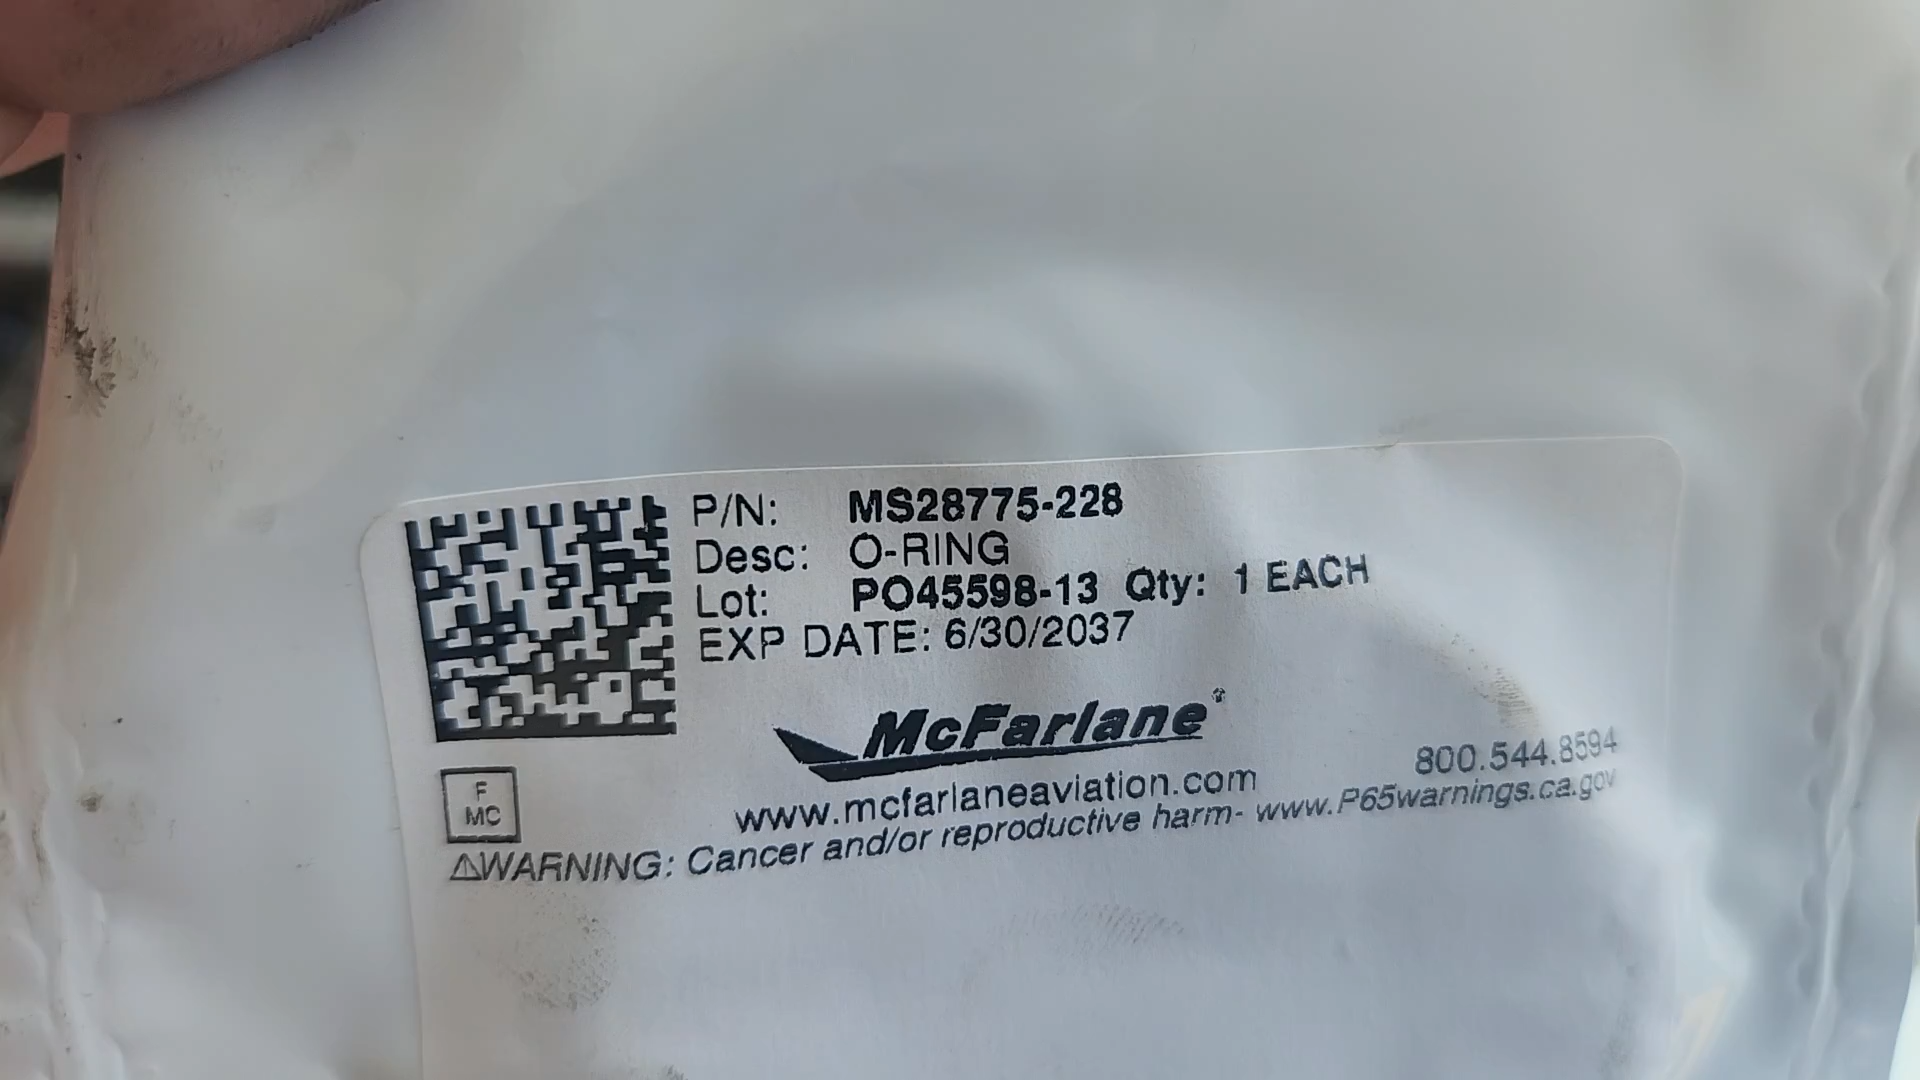 P/N: MS28775-228
Desc: O-RING
Lot: PO45598-13 Qty: 1 EACH
EXP DATE: 6/30/2037
McFarlane®
800.544.8594
www.mcfarlaneaviation.com
F
MC
⚠WARNING: Cancer and/or reproductive harm- www.P65warnings.ca.gov